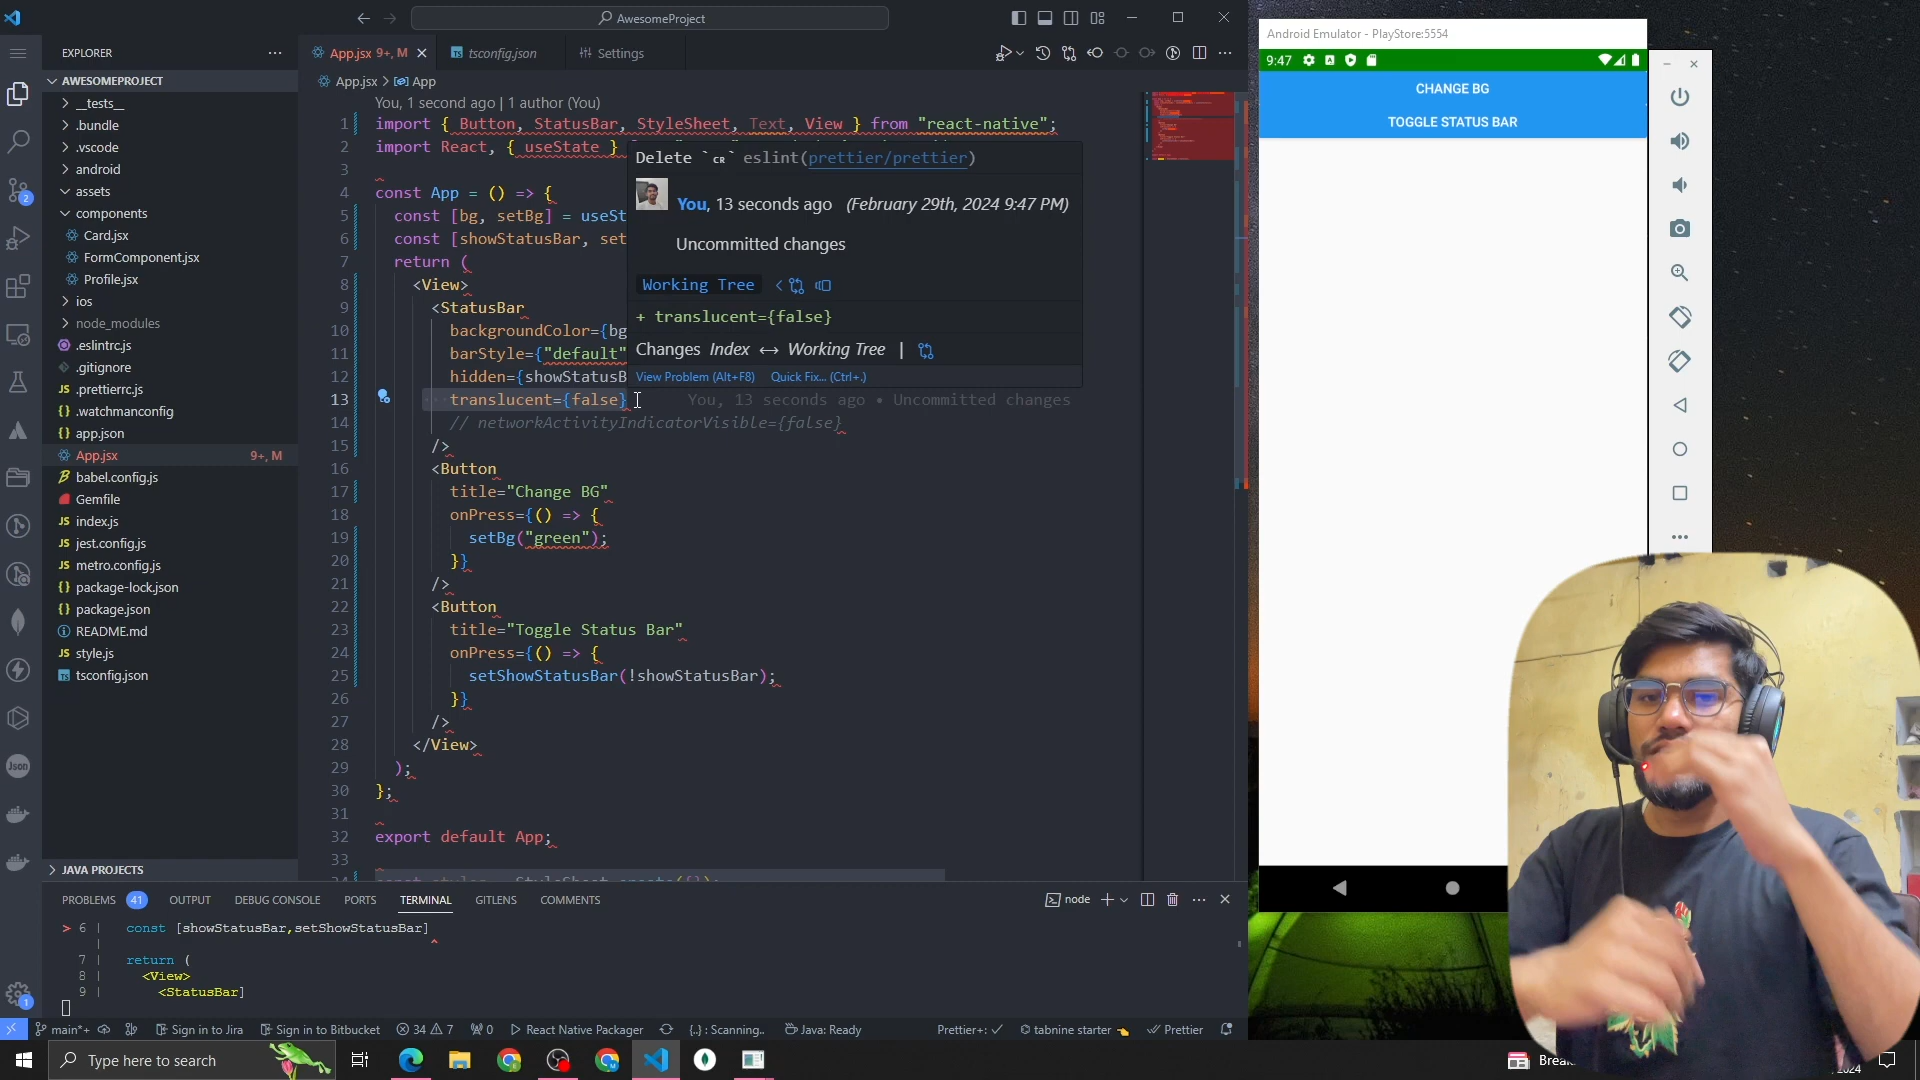 AwesomeProject
EXPLORER
App.jsx 9+, M
tsconfig.json
Settings
AWESOMEPROJECT
__tests__
.bundle
.vscode
android
assets
components
Card.jsx
FormComponent.jsx
Profile.jsx
ios
node_modules
.eslintrc.js
.gitignore
.prettierrc.js
.watchmanconfig
app.json
App.jsx 9+, M
babel.config.js
Gemfile
index.js
jest.config.js
metro.config.js
package-lock.json
package.json
README.md
style.js
tsconfig.json
JAVA PROJECTS
App.jsx > App
You, 1 second ago | 1 author (You)
1 import { Button, StatusBar, StyleSheet, Text, View } from "react-native";
2 import React, { useState }
3
4 const App = () => {
5 const [bg, setBg] = useSt
6 const [showStatusBar, set
7 return (
8 <View>
9 <StatusBar
10 backgroundColor={bg
11 barStyle={"default"
12 hidden={showStatusB
13 translucent={false} You, 13 seconds ago • Uncommitted changes
14 // networkActivityIndicatorVisible={false}
15 />
16 <Button
17 title="Change BG"
18 onPress={() => {
19 setBg("green");
20 }}
21 />
22 <Button
23 title="Toggle Status Bar"
24 onPress={() => {
25 setShowStatusBar(!showStatusBar);
26 }}
27 />
28 </View>
29 );
30 };
31
32 export default App;
33
Delete `CR` eslint(prettier/prettier)
You, 13 seconds ago (February 29th, 2024 9:47 PM)
Uncommitted changes
Working Tree
+ translucent={false}
Changes Index ↔ Working Tree |
View Problem (Alt+F8) Quick Fix... (Ctrl+.)
PROBLEMS 41 OUTPUT DEBUG CONSOLE PORTS TERMINAL GITLENS COMMENTS
node
> 6 | const [showStatusBar,setShowStatusBar]
| ^
7 | return (
8 | <View>
9 | <StatusBar]
main*+ Sign in to Jira Sign in to Bitbucket 34 7 0 React Native Packager {..} : Scanning.. Java: Ready Prettier+: ✓ tabnine starter Prettier
Type here to search
Android Emulator - PlayStore:5554
9:47
CHANGE BG
TOGGLE STATUS BAR
2
1
Json